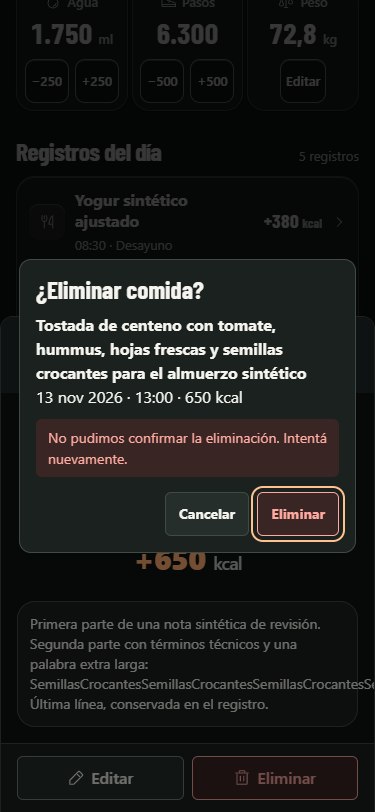 Agua
Pasos
Peso
1.750 ml
6.300
72,8 kg
−250
+250
−500
+500
Editar
Registros del día
5 registros
Yogur sintético
ajustado
+380 kcal
08:30 · Desayuno
¿Eliminar comida?
Tostada de centeno con tomate,
hummus, hojas frescas y semillas
crocantes para el almuerzo sintético
13 nov 2026 · 13:00 · 650 kcal
No pudimos confirmar la eliminación. Intentá
nuevamente.
Cancelar
Eliminar
+650 kcal
Primera parte de una nota sintética de revisión.
Segunda parte con términos técnicos y una
palabra extra larga:
SemillasCrocantesSemillasCrocantesSemillasCrocantesSe
Última línea, conservada en el registro.
Editar
Eliminar